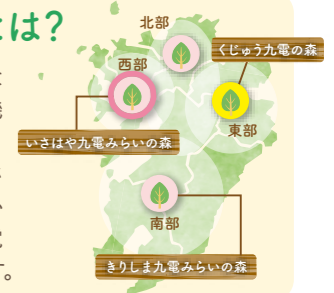 とは?
北部
くじゅう九電の森
西部
東部
いさはや九電みらいの森
南部
きりしま九電みらいの森
す。